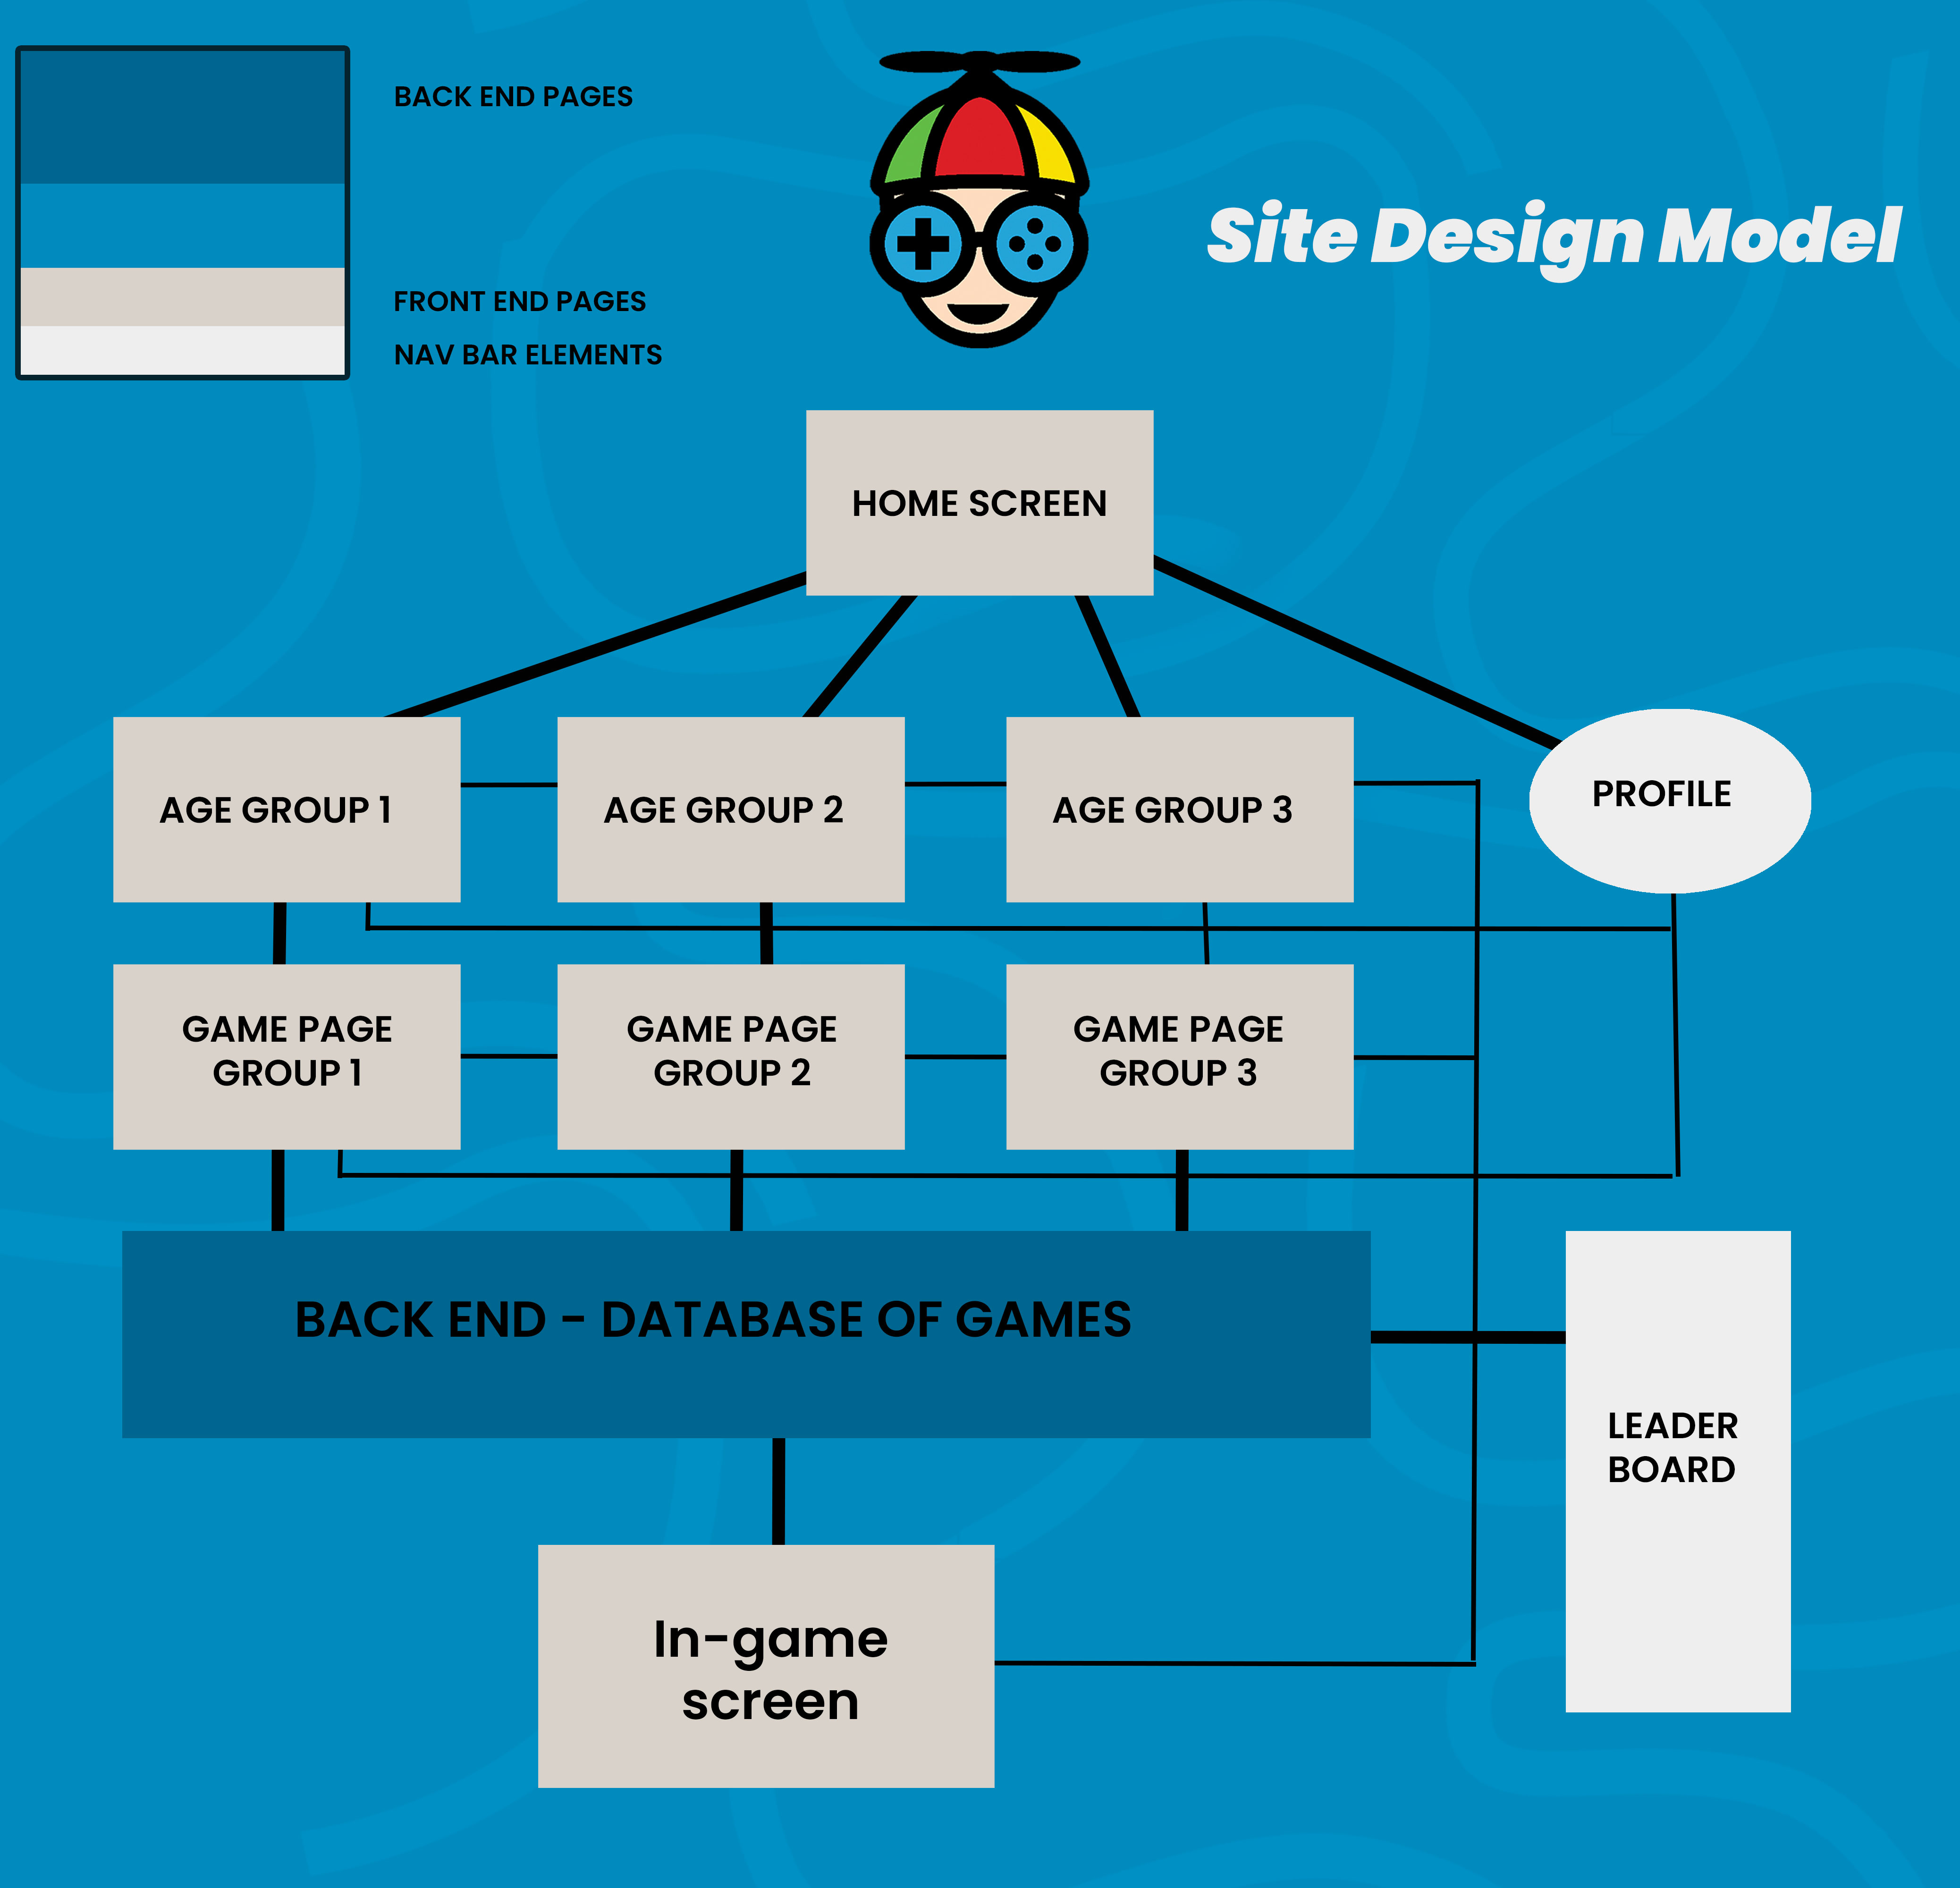 BACK END PAGES
FRONT END PAGES
NAV BAR ELEMENTS
Site Design Model
HOME SCREEN
AGE GROUP 1
AGE GROUP 2
AGE GROUP 3
PROFILE
GAME PAGE
GROUP 1
GAME PAGE
GROUP 2
GAME PAGE
GROUP 3
BACK END - DATABASE OF GAMES
LEADER
BOARD
In-game
screen